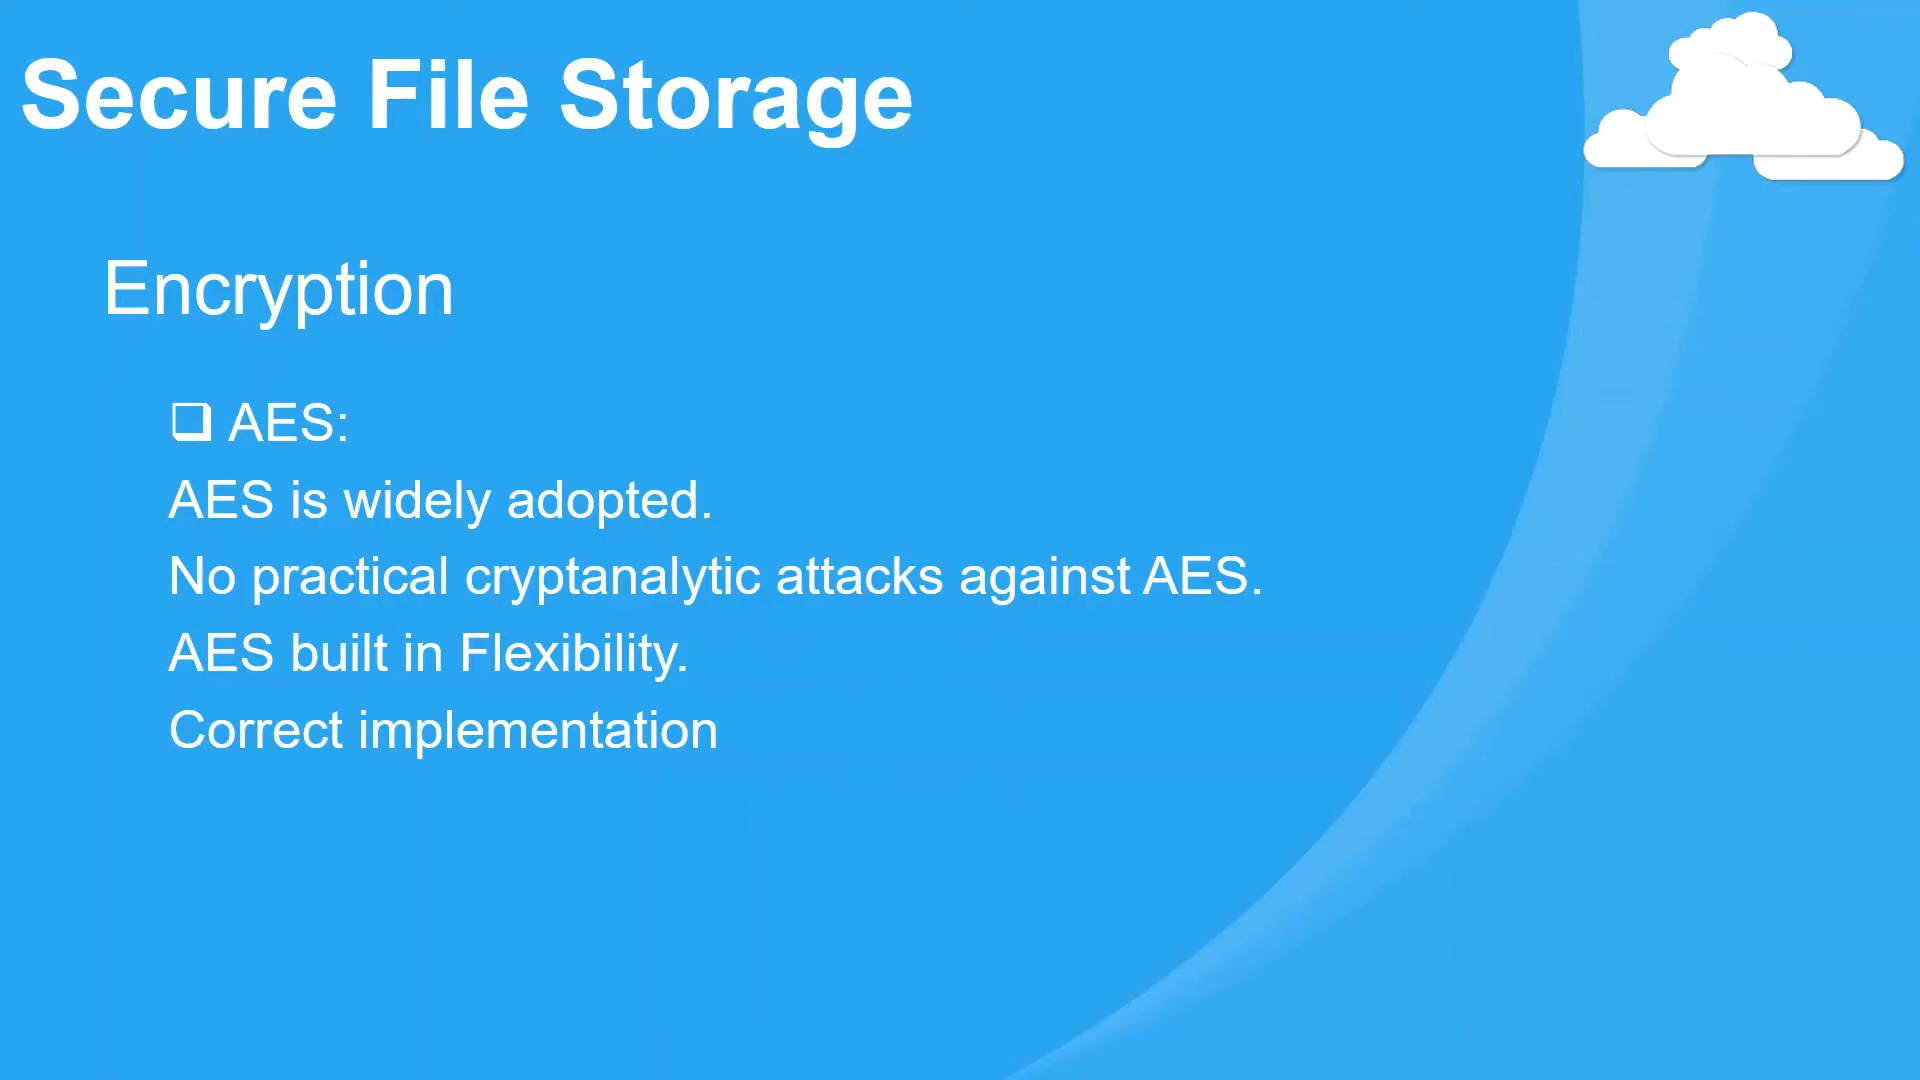 Secure File Storage
Encryption
❑ AES:
AES is widely adopted.
No practical cryptanalytic attacks against AES.
AES built in Flexibility.
Correct implementation